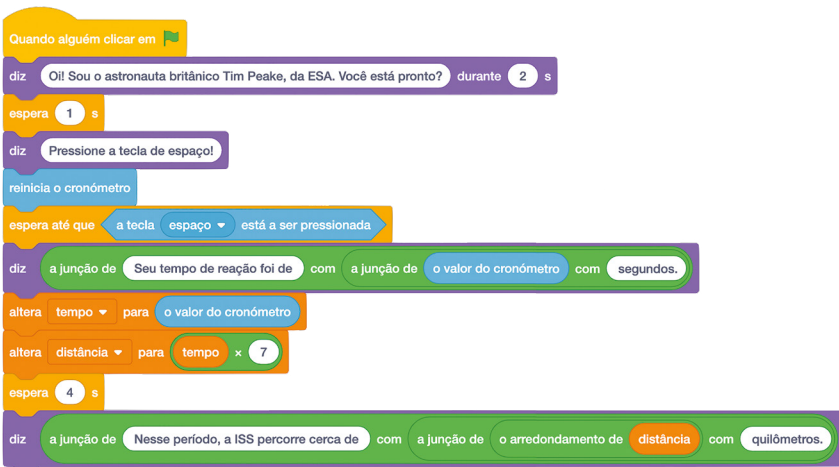 Quando alguém clicar em
diz Oi! Sou o astronauta britânico Tim Peake, da ESA. Você está pronto? durante 2 s
espera 1 s
diz Pressione a tecla de espaço!
reinicia o cronómetro
espera até que a tecla espaço está a ser pressionada
diz a junção de Seu tempo de reação foi de com a junção de o valor do cronómetro com segundos.
altera tempo para o valor do cronómetro
altera distância para tempo × 7
espera 4 s
diz a junção de Nesse período, a ISS percorre cerca de com a junção de o arredondamento de distância com quilômetros.